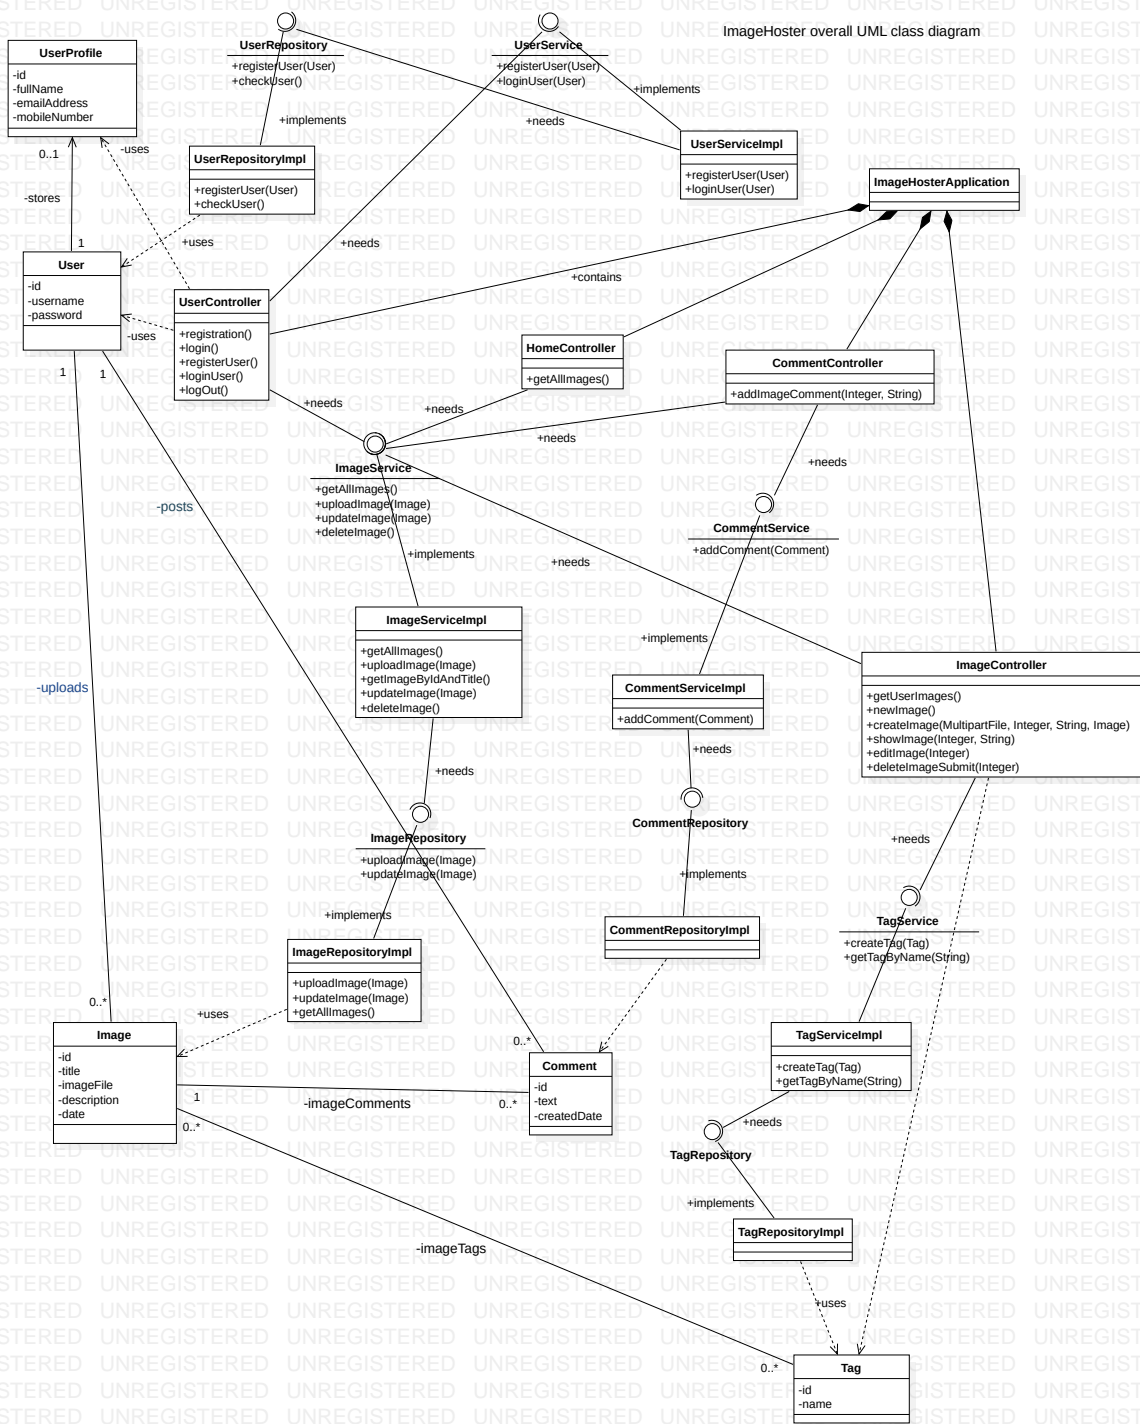 ImageHoster overall UML class diagram
UserProfile
-id
-fullName
-emailAddress
-mobileNumber
UserRepository
+registerUser(User)
+checkUser()
UserService
+registerUser(User)
+loginUser(User)
+implements
+needs
+implements
UserRepositoryImpl
+registerUser(User)
+checkUser()
UserServiceImpl
+registerUser(User)
+loginUser(User)
ImageHosterApplication
0..1
-uses
-stores
1
+uses
+needs
User
-id
-username
-password
-uses
UserController
+registration()
+login()
+registerUser()
+loginUser()
+logOut()
+contains
HomeController
+getAllImages()
CommentController
+addImageComment(Integer, String)
1
1
+needs
+needs
+needs
+needs
ImageService
+getAllImages()
+uploadImage(Image)
+updateImage(Image)
+deleteImage()
-posts
CommentService
+addComment(Comment)
+implements
+needs
ImageServiceImpl
+getAllImages()
+uploadImage(Image)
+getImageByIdAndTitle()
+updateImage(Image)
+deleteImage()
+implements
-uploads
CommentServiceImpl
+addComment(Comment)
ImageController
+getUserImages()
+newImage()
+createImage(MultipartFile, Integer, String, Image)
+showImage(Integer, String)
+editImage(Integer)
+deleteImageSubmit(Integer)
+needs
+needs
ImageRepository
+uploadImage(Image)
+updateImage(Image)
CommentRepository
+needs
+implements
+implements
TagService
+createTag(Tag)
+getTagByName(String)
ImageRepositoryImpl
+uploadImage(Image)
+updateImage(Image)
+getAllImages()
CommentRepositoryImpl
0..*
+uses
Image
-id
-title
-imageFile
-description
-date
0..*
Comment
-id
-text
-createdDate
TagServiceImpl
+createTag(Tag)
+getTagByName(String)
1
-imageComments
0..*
0..*
+needs
TagRepository
+implements
TagRepositoryImpl
-imageTags
+uses
0..*
Tag
-id
-name
UNREGISTERED